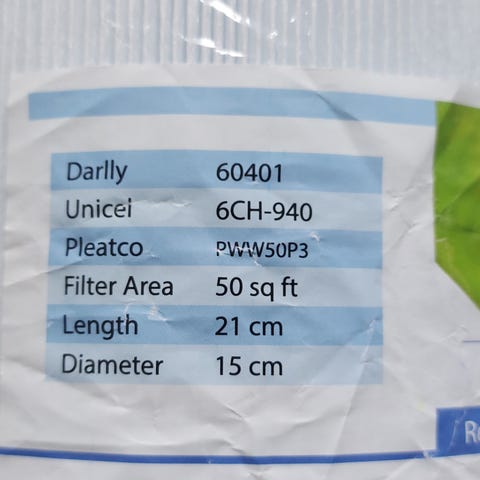 Darlly 60401
Unicel 6CH-940
Pleatco PWW50P3
Filter Area 50 sq ft
Length 21 cm
Diameter 15 cm